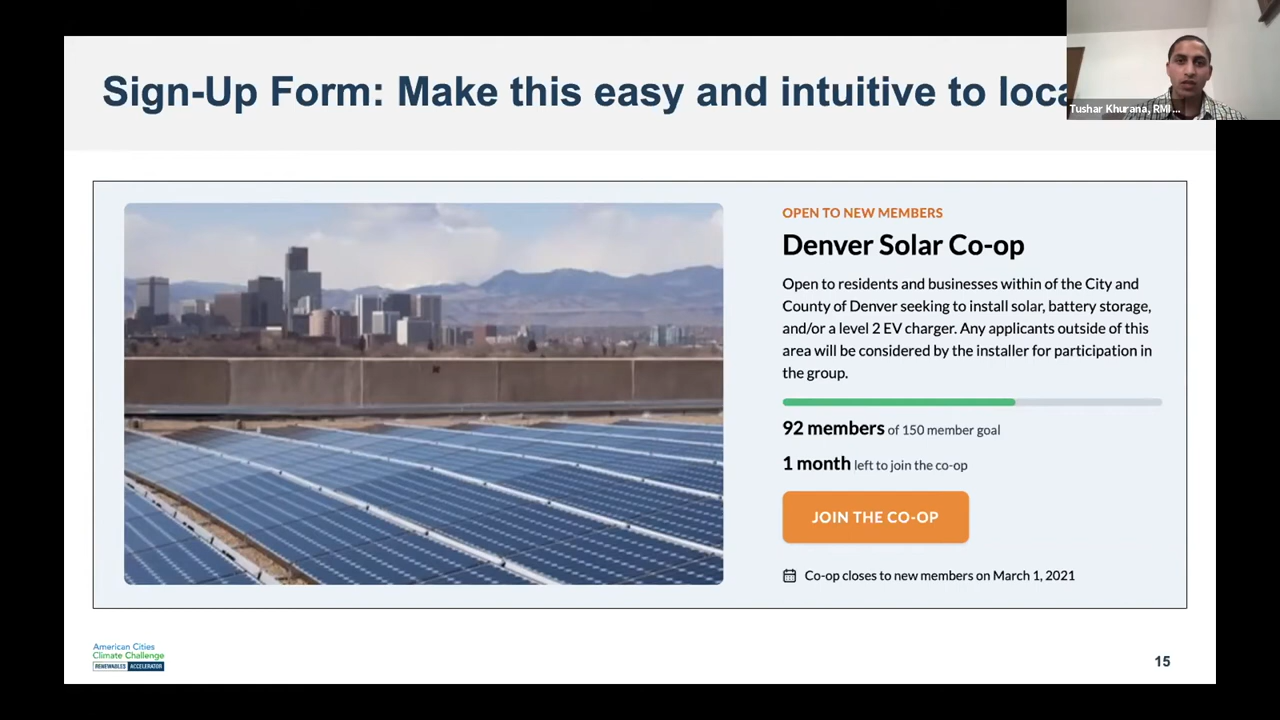 Sign-Up Form: Make this easy and intuitive to loca
Tushar Khurana, RMI ...
OPEN TO NEW MEMBERS
Denver Solar Co-op
Open to residents and businesses within of the City and
County of Denver seeking to install solar, battery storage,
and/or a level 2 EV charger. Any applicants outside of this
area will be considered by the installer for participation in
the group.
92 members of 150 member goal
1 month left to join the co-op
JOIN THE CO-OP
Co-op closes to new members on March 1, 2021
American Cities
Climate Challenge
RENEWABLES ACCELERATOR
15